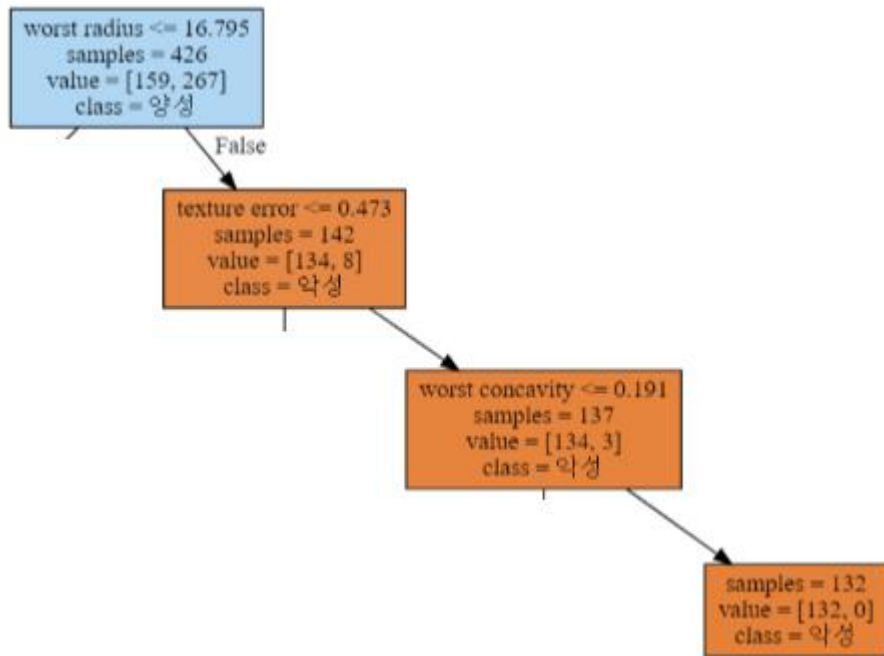 worst radius <= 16.795
samples = 426
value = [159, 267]
class = 양성
False
texture error <= 0.473
samples = 142
value = [134, 8]
class = 악성
worst concavity <= 0.191
samples = 137
value = [134, 3]
class = 악성
samples = 132
value = [132, 0]
class = 악성